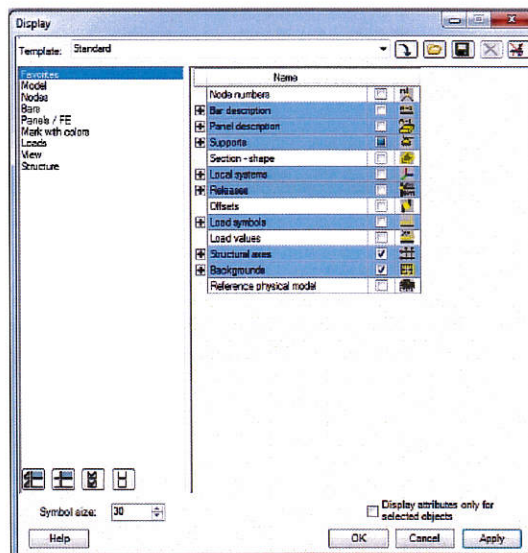 Display
Template: Standard
Favorites
Model
Nodes
Bars
Panels / FE
Mark with colors
Loads
View
Structure
Name
Node numbers
Bar description
Panel description
Supports
Section - shape
Local systems
Releases
Offsets
Load symbols
Load values
Structural axes
Backgrounds
Reference physical model
Symbol size: 30
Display attributes only for
selected objects
Help
OK
Cancel
Apply